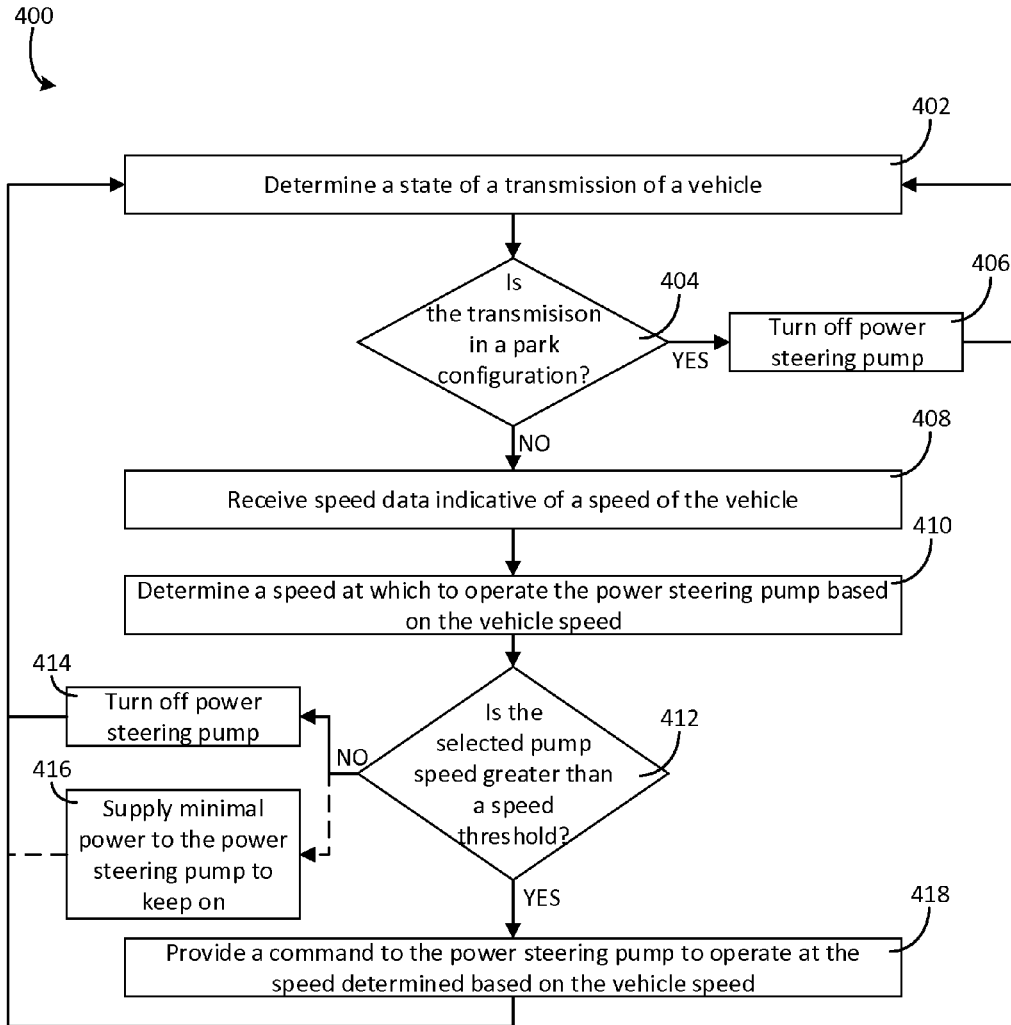 400
402
Determine a state of a transmission of a vehicle
Is
the transmisison
in a park
configuration?
404
YES
406
Turn off power
steering pump
NO
408
Receive speed data indicative of a speed of the vehicle
410
Determine a speed at which to operate the power steering pump based
on the vehicle speed
414
Turn off power
steering pump
NO
Is the
selected pump
speed greater than
a speed
threshold?
412
416
Supply minimal
power to the power
steering pump to
keep on
YES
418
Provide a command to the power steering pump to operate at the
speed determined based on the vehicle speed